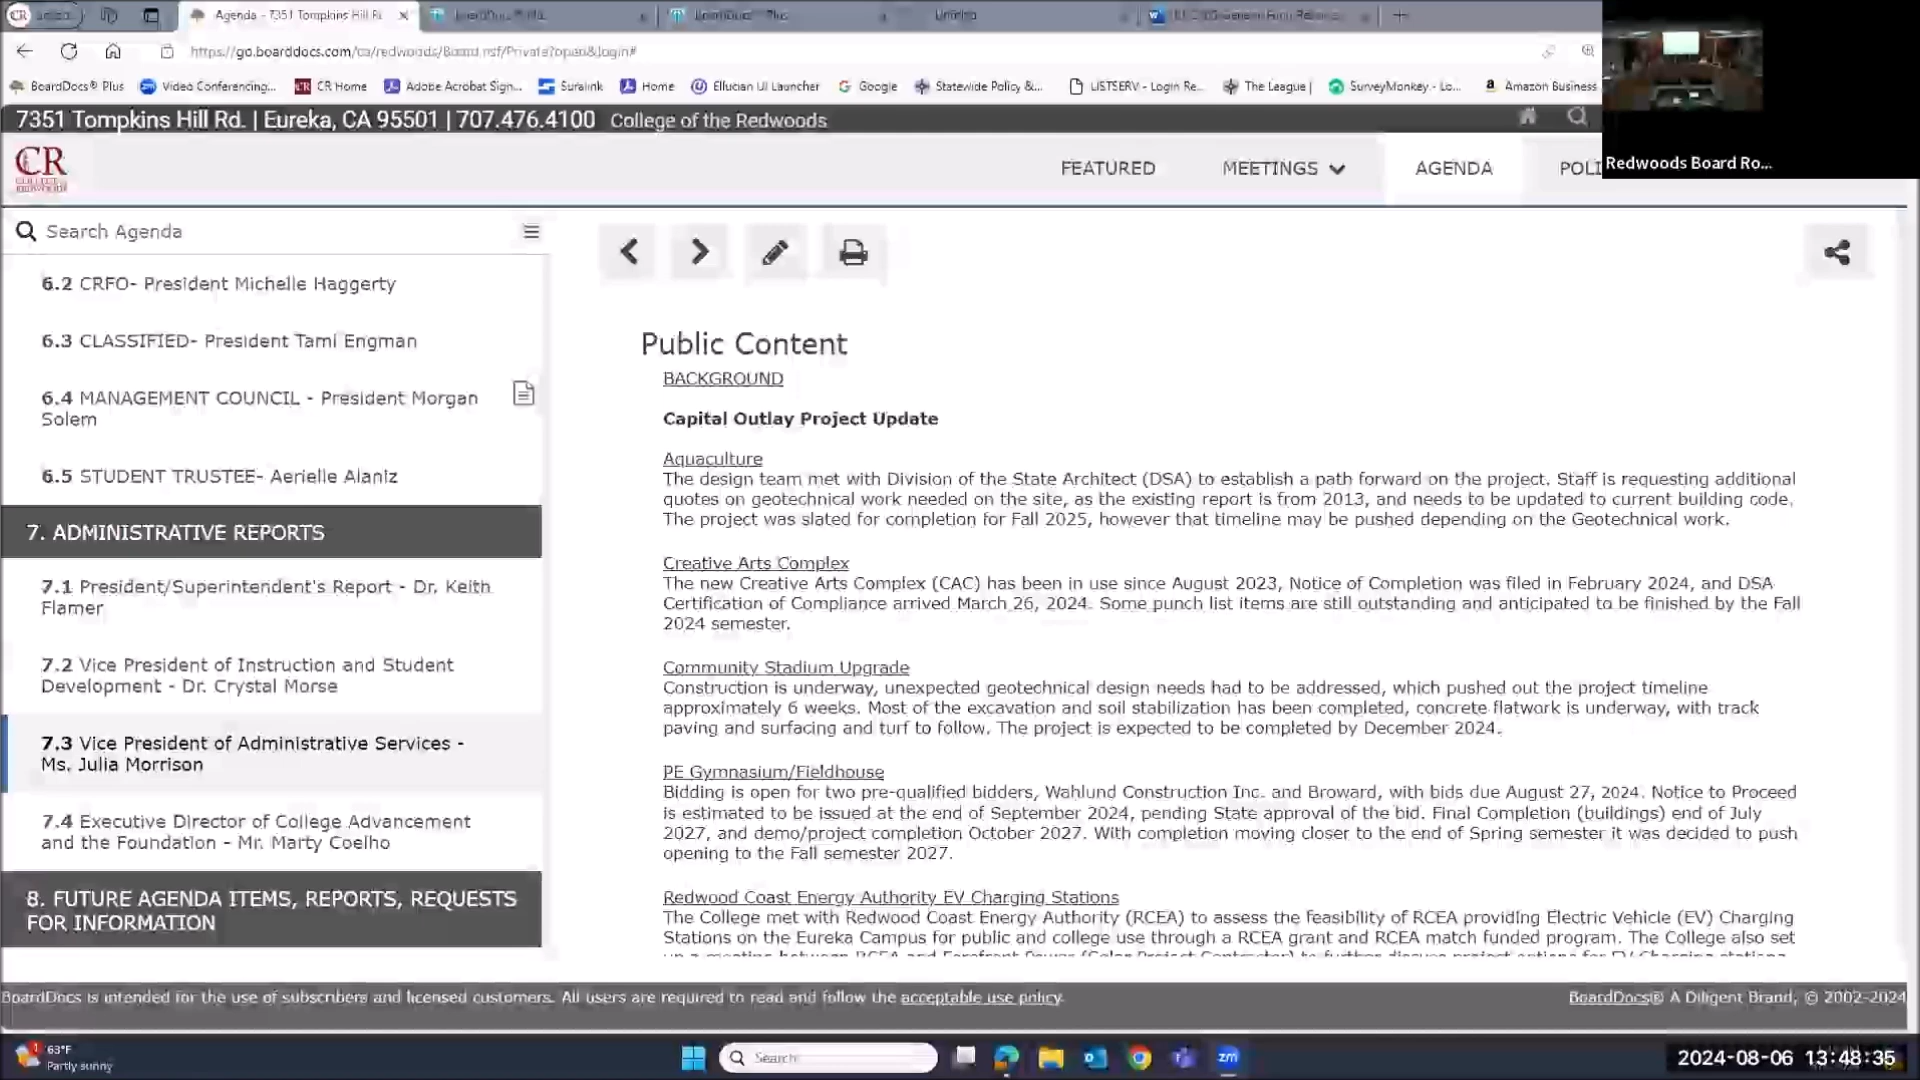 Agenda - 7351 Tompkins Hill R
https://go.boarddocs.com/ca/redwoods/Board.nsf/Private?open&login#
BoardDocs® Plus
Video Conferencing...
CR Home
Adobe Acrobat Sign...
Suralink
Home
Ellucian UI Launcher
Google
Statewide Policy &...
LISTSERV - Login Re...
The League |
SurveyMonkey - Lo...
Amazon Business
7351 Tompkins Hill Rd. | Eureka, CA 95501 | 707.476.4100 College of the Redwoods
Redwoods Board Ro...
CR
FEATURED
MEETINGS
AGENDA
POLI
Search Agenda
6.2 CRFO- President Michelle Haggerty
6.3 CLASSIFIED- President Tami Engman
6.4 MANAGEMENT COUNCIL - President Morgan
Solem
6.5 STUDENT TRUSTEE- Aerielle Alaniz
7. ADMINISTRATIVE REPORTS
7.1 President/Superintendent's Report - Dr. Keith
Flamer
7.2 Vice President of Instruction and Student
Development - Dr. Crystal Morse
7.3 Vice President of Administrative Services -
Ms. Julia Morrison
7.4 Executive Director of College Advancement
and the Foundation - Mr. Marty Coelho
8. FUTURE AGENDA ITEMS, REPORTS, REQUESTS
FOR INFORMATION
Public Content
BACKGROUND
Capital Outlay Project Update
Aquaculture
The design team met with Division of the State Architect (DSA) to establish a path forward on the project. Staff is requesting additional
quotes on geotechnical work needed on the site, as the existing report is from 2013, and needs to be updated to current building code.
The project was slated for completion for Fall 2025, however that timeline may be pushed depending on the Geotechnical work.
Creative Arts Complex
The new Creative Arts Complex (CAC) has been in use since August 2023, Notice of Completion was filed in February 2024, and DSA
Certification of Compliance arrived March 26, 2024. Some punch list items are still outstanding and anticipated to be finished by the Fall
2024 semester.
Community Stadium Upgrade
Construction is underway, unexpected geotechnical design needs had to be addressed, which pushed out the project timeline
approximately 6 weeks. Most of the excavation and soil stabilization has been completed, concrete flatwork is underway, with track
paving and surfacing and turf to follow. The project is expected to be completed by December 2024.
PE Gymnasium/Fieldhouse
Bidding is open for two pre-qualified bidders, Wahlund Construction Inc. and Broward, with bids due August 27, 2024. Notice to Proceed
is estimated to be issued at the end of September 2024, pending State approval of the bid. Final Completion (buildings) end of July
2027, and demo/project completion October 2027. With completion moving closer to the end of Spring semester it was decided to push
opening to the Fall semester 2027.
Redwood Coast Energy Authority EV Charging Stations
The College met with Redwood Coast Energy Authority (RCEA) to assess the feasibility of RCEA providing Electric Vehicle (EV) Charging
Stations on the Eureka Campus for public and college use through a RCEA grant and RCEA match funded program. The College also set
up a meeting between RCEA and Forefront Power (Solar Project Contractor) to further discuss project options for EV Charging stations.
BoardDocs is intended for the use of subscribers and licensed customers. All users are required to read and follow the acceptable use policy.
BoardDocs® A Diligent Brand, © 2002-2024
1
63°F
Partly sunny
Search
zm
2024-08-06 13:48:35